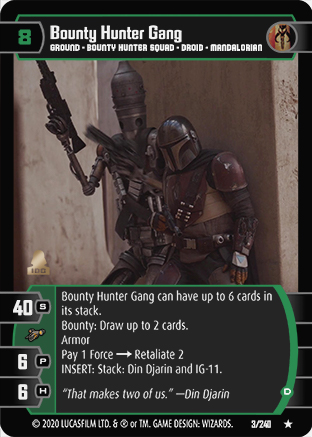 8
Bounty Hunter Gang
GROUND • BOUNTY HUNTER SQUAD • DROID • MANDALORIAN
40 S
6 P
6 H
Bounty Hunter Gang can have up to 6 cards in
its stack.
Bounty: Draw up to 2 cards.
Armor
Pay 1 Force → Retaliate 2
INSERT: Stack: Din Djarin and IG-11.
“That makes two of us.” —Din Djarin
D
© 2020 LUCASFILM LTD. & ® or TM. GAME DESIGN: WIZARDS.
3/240